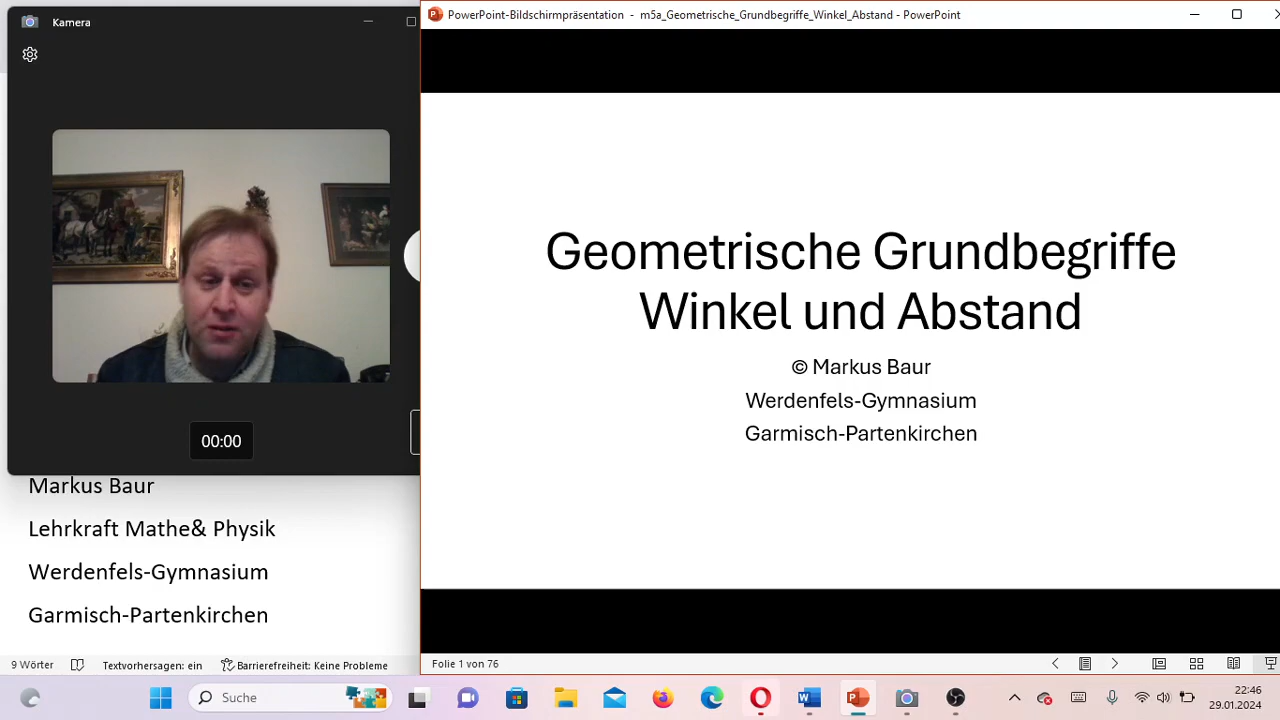 Kamera
PowerPoint-Bildschirmpräsentation - m5a_Geometrische_Grundbegriffe_Winkel_Abstand - PowerPoint
Geometrische Grundbegriffe
Winkel und Abstand
© Markus Baur
Werdenfels-Gymnasium
Garmisch-Partenkirchen
00:00
Markus Baur
Lehrkraft Mathe& Physik
Werdenfels-Gymnasium
Garmisch-Partenkirchen
9 Wörter
Textvorhersagen: ein
Barrierefreiheit: Keine Probleme
Folie 1 von 76
Suche
22:46
29.01.2024